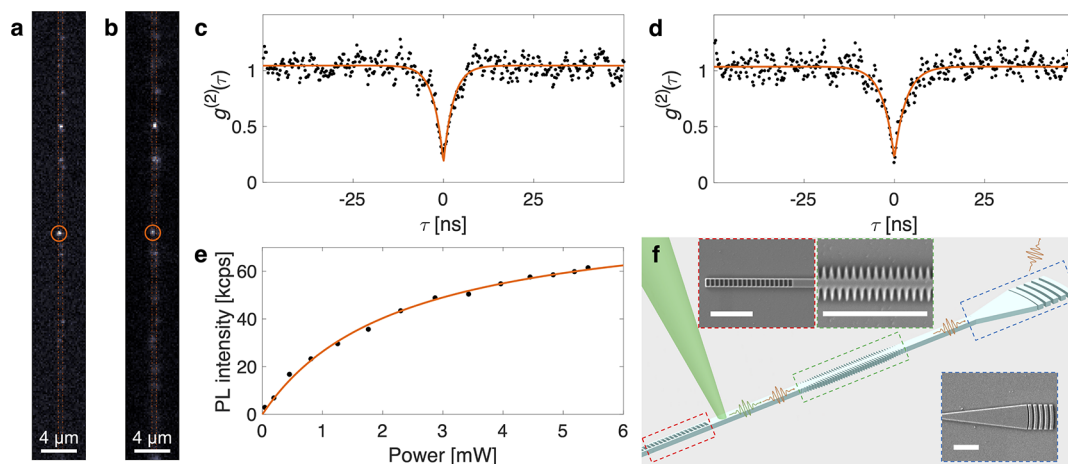 a
b
4 µm
4 µm
c
g(2)(τ)
1
0.5
0
-25
0
25
τ [ns]
d
g(2)(τ)
1
0.5
0
-25
0
25
τ [ns]
e
PL intensity [kcps]
60
40
20
0
0
1
2
3
4
5
6
Power [mW]
f